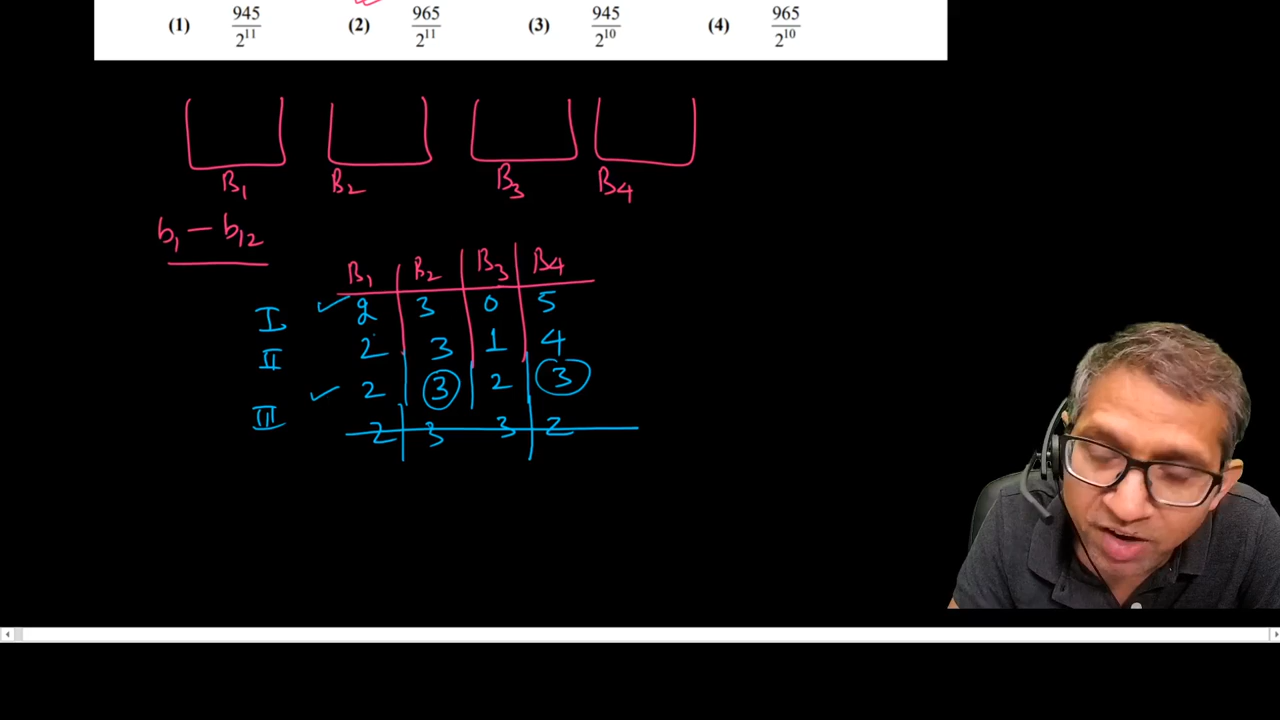 (1) 945/2^11 (2) 965/2^11 (3) 945/2^10 (4) 965/2^10
B1 B2 B3 B4
b1 — b12
B1 B2 B3 B4
I 2 3 0 5
II 2 3 1 4
2 3 2 3
III
2 3 3 2